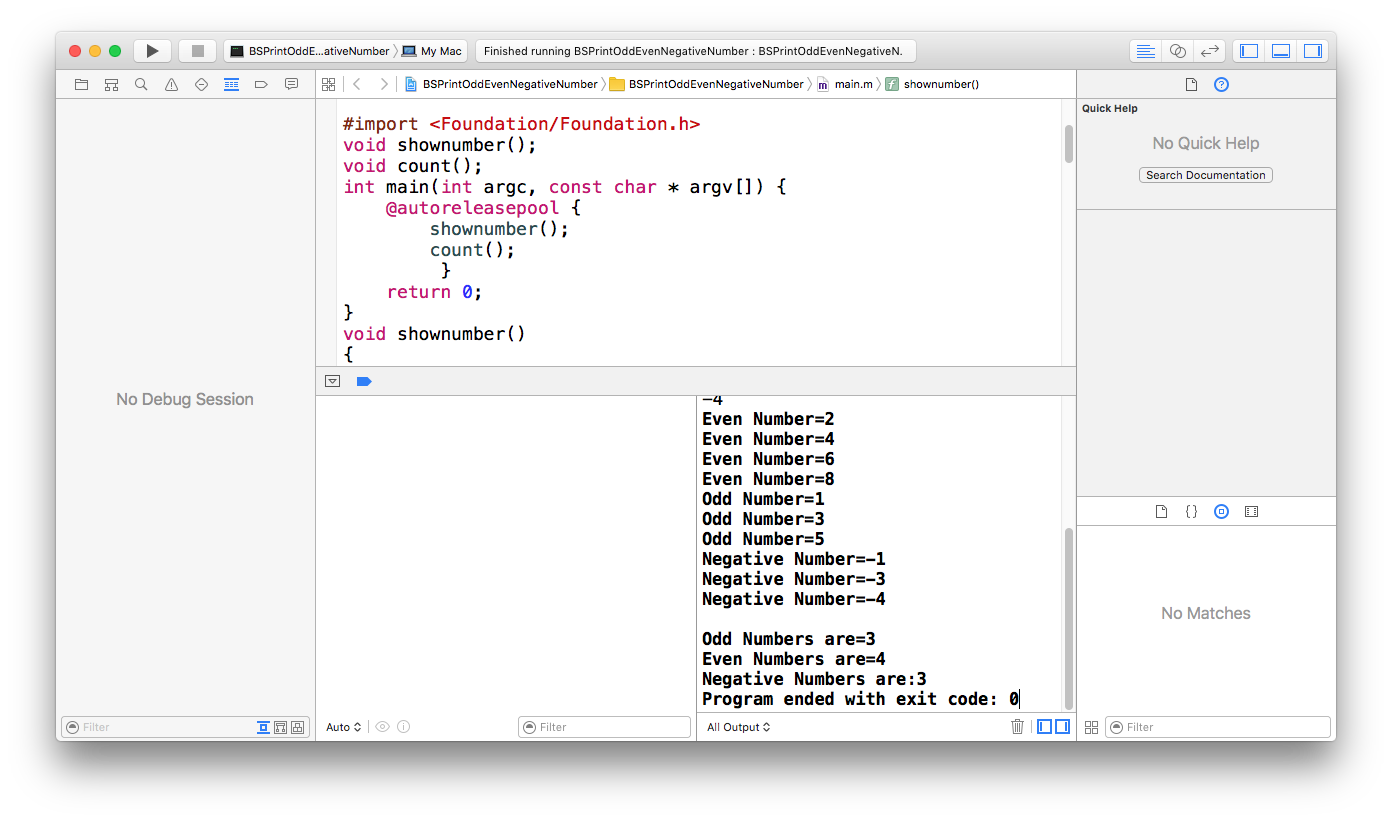 BSPrintOddE...ativeNumber
My Mac
Finished running BSPrintOddEvenNegativeNumber : BSPrintOddEvenNegativeN.
BSPrintOddEvenNegativeNumber
BSPrintOddEvenNegativeNumber
m main.m
f shownumber()
Quick Help
No Quick Help
Search Documentation
#import <Foundation/Foundation.h>
void shownumber();
void count();
int main(int argc, const char * argv[]) {
@autoreleasepool {
shownumber();
count();
}
return 0;
}
void shownumber()
{
No Debug Session
-4
Even Number=2
Even Number=4
Even Number=6
Even Number=8
Odd Number=1
Odd Number=3
Odd Number=5
Negative Number=-1
Negative Number=-3
Negative Number=-4
Odd Numbers are=3
Even Numbers are=4
Negative Numbers are:3
Program ended with exit code: 0
{}
No Matches
Filter
Auto
Filter
All Output
Filter